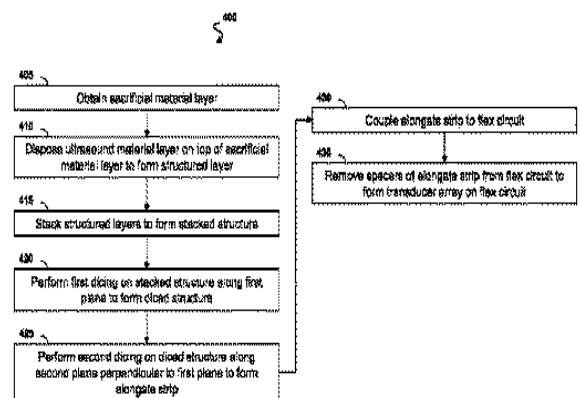 400
405
Obtain sacrificial material layer
410
Dispose ultrasound material layer on top of sacrificial
material layer to form structured layer
415
Stack structured layers to form stacked structure
420
Perform first dicing on stacked structure along first
plane to form diced structure
425
Perform second dicing on diced structure along
second plane perpendicular to first plane to form
elongate strip
430
Couple elongate strip to flex circuit
435
Remove spacers of elongate strip from flex circuit to
form transducer array on flex circuit